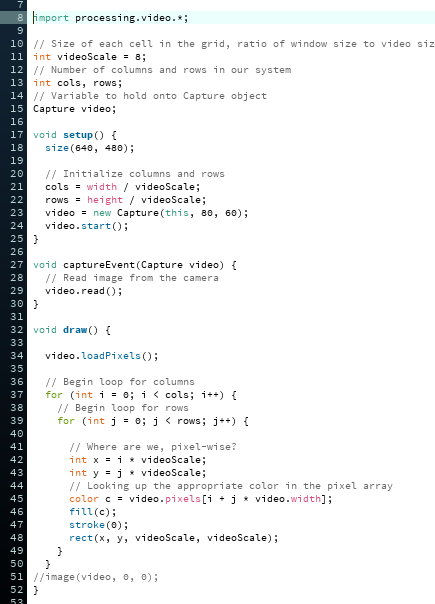 7
8 import processing.video.*;
9
10 // Size of each cell in the grid, ratio of window size to video siz
11 int videoScale = 8;
12 // Number of columns and rows in our system
13 int cols, rows;
14 // Variable to hold onto Capture object
15 Capture video;
16
17 void setup() {
18   size(640, 480);
19
20   // Initialize columns and rows
21   cols = width / videoScale;
22   rows = height / videoScale;
23   video = new Capture(this, 80, 60);
24   video.start();
25 }
26
27 void captureEvent(Capture video) {
28   // Read image from the camera
29   video.read();
30 }
31
32 void draw() {
33
34   video.loadPixels();
35
36   // Begin loop for columns
37   for (int i = 0; i < cols; i++) {
38     // Begin loop for rows
39     for (int j = 0; j < rows; j++) {
40
41       // Where are we, pixel-wise?
42       int x = i * videoScale;
43       int y = j * videoScale;
44       // Looking up the appropriate color in the pixel array
45       color c = video.pixels[i + j * video.width];
46       fill(c);
47       stroke(0);
48       rect(x, y, videoScale, videoScale);
49     }
50   }
51 //image(video, 0, 0);
52 }
53